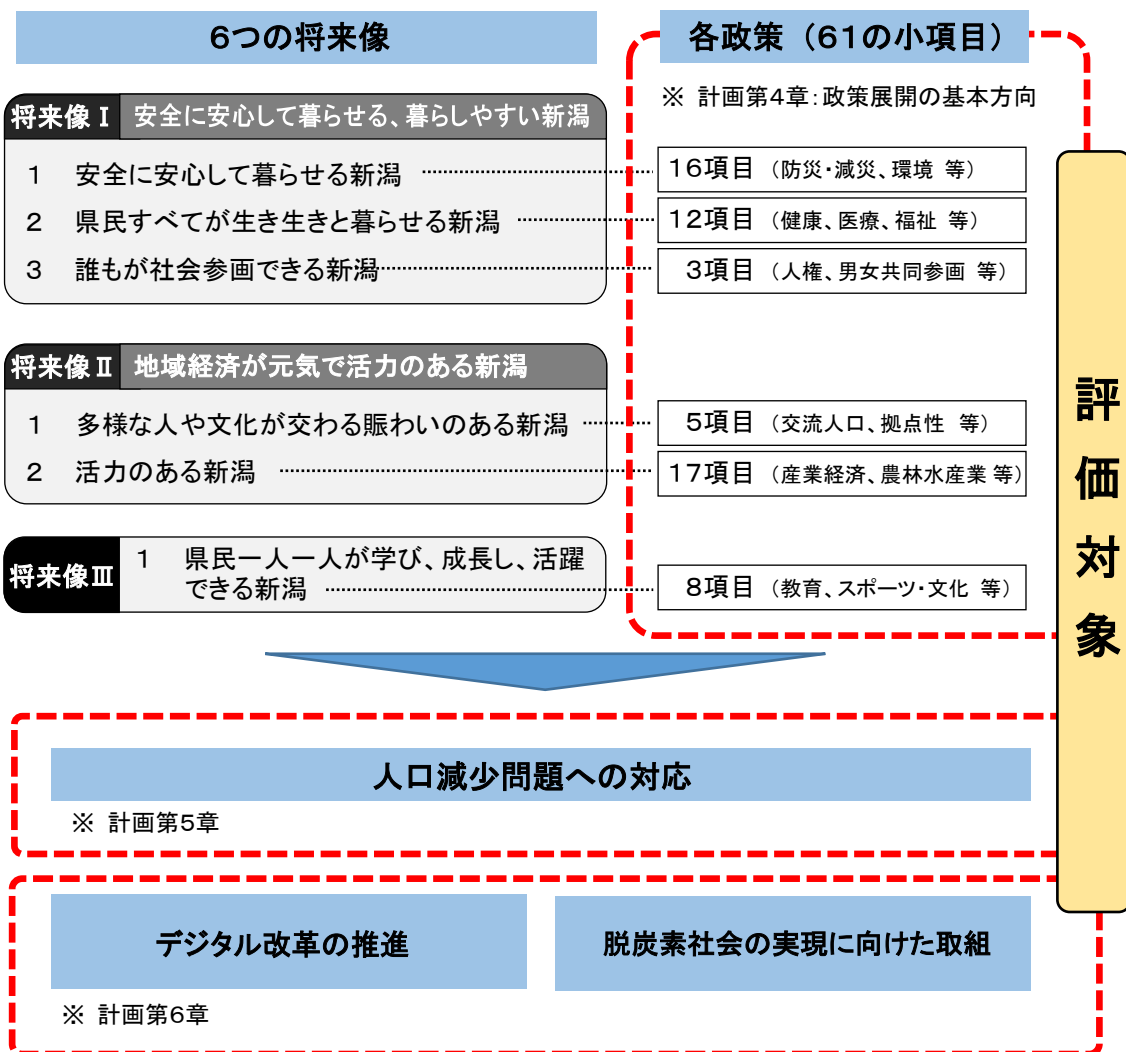 6つの将来像
各政策（61の小項目）
※ 計画第4章：政策展開の基本方向
将来像Ⅰ 安全に安心して暮らせる、暮らしやすい新潟
1 安全に安心して暮らせる新潟
16項目（防災・減災、環境 等）
2 県民すべてが生き生きと暮らせる新潟
12項目（健康、医療、福祉 等）
3 誰もが社会参画できる新潟
3項目（人権、男女共同参画 等）
将来像Ⅱ 地域経済が元気で活力のある新潟
1 多様な人や文化が交わる賑わいのある新潟
5項目（交流人口、拠点性 等）
2 活力のある新潟
17項目（産業経済、農林水産業 等）
将来像Ⅲ
1 県民一人一人が学び、成長し、活躍
できる新潟
8項目（教育、スポーツ・文化 等）
評価対象
人口減少問題への対応
※ 計画第5章
デジタル改革の推進
脱炭素社会の実現に向けた取組
※ 計画第6章